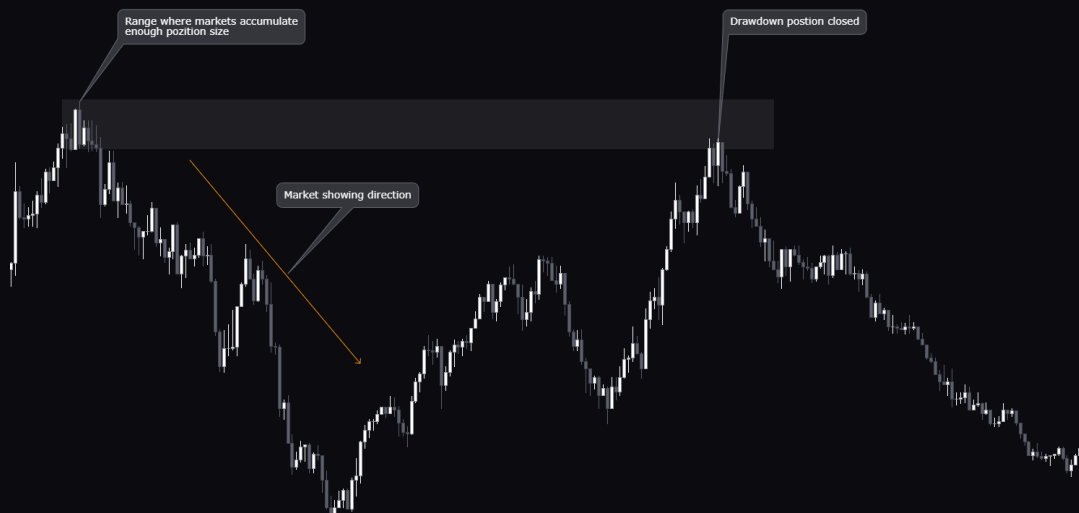 Range where markets accumulate
enough pozition size
Drawdown postion closed
Market showing direction